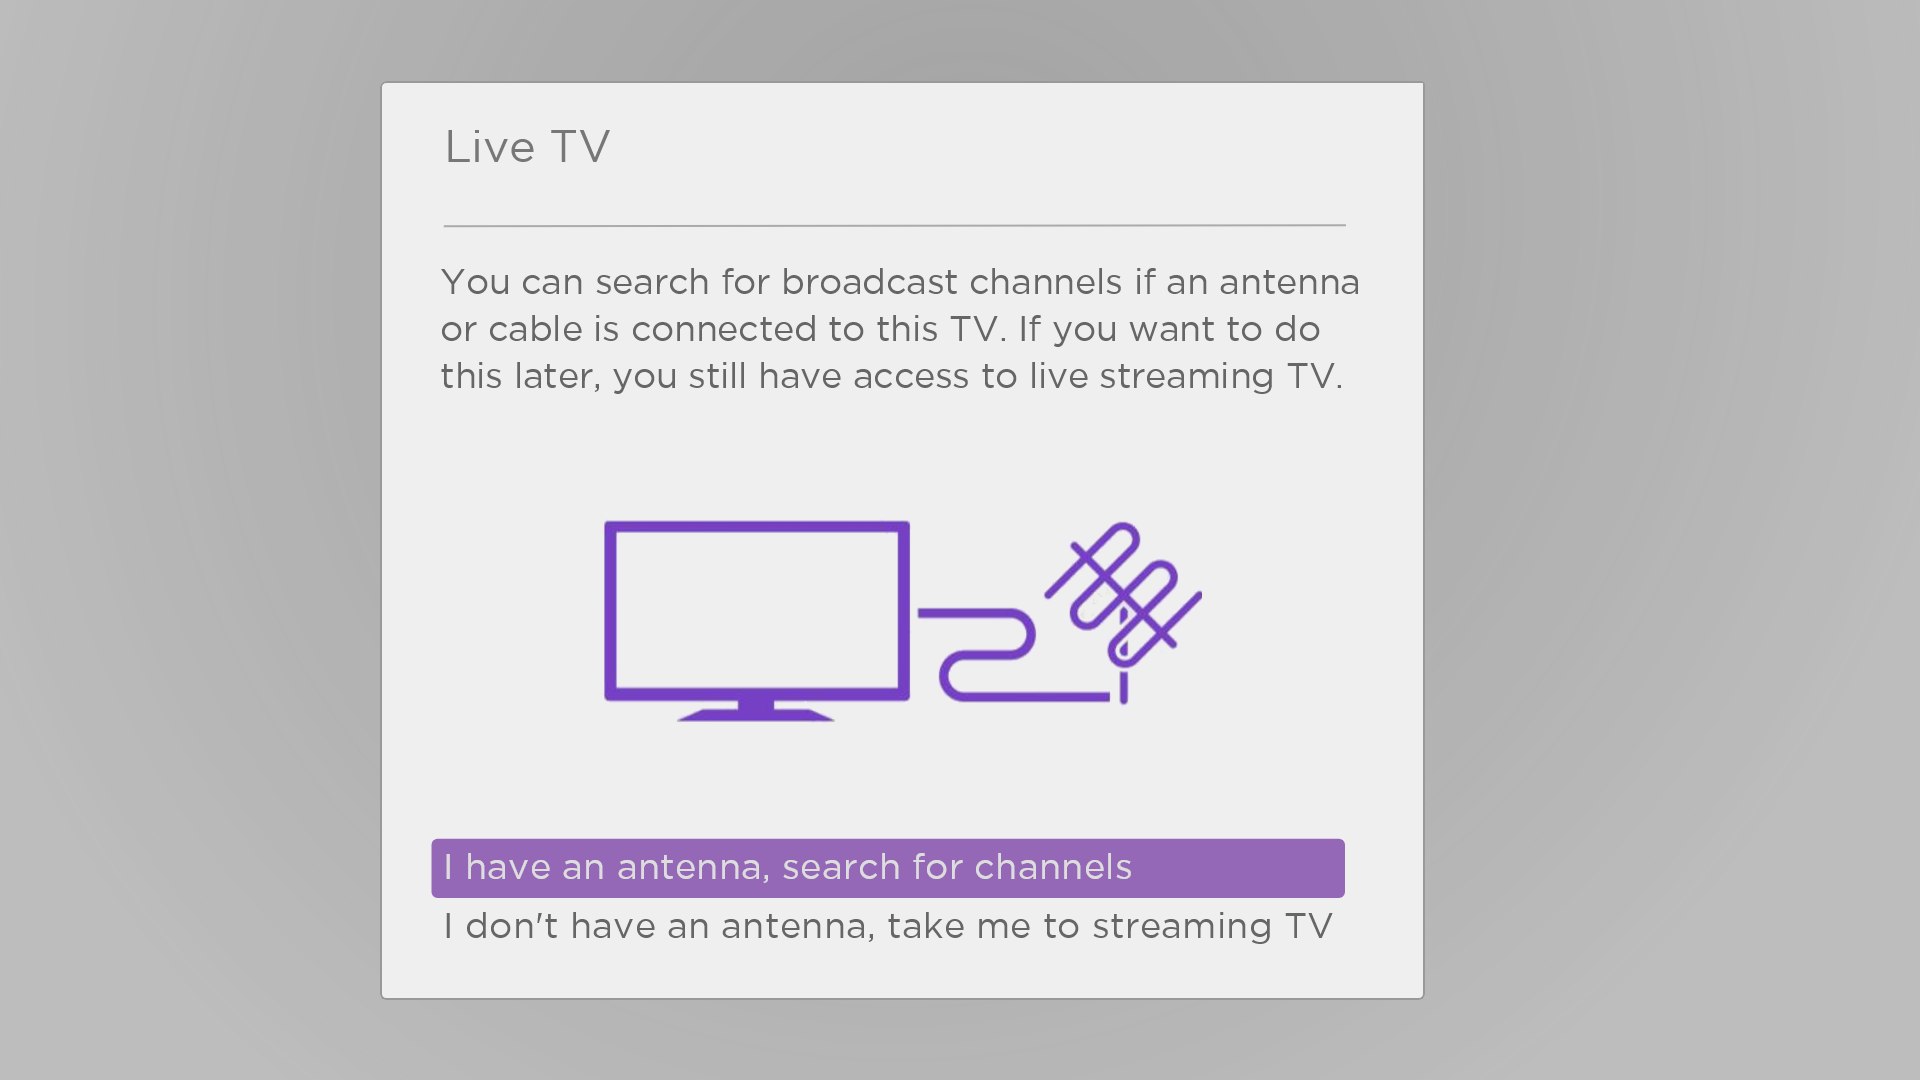 Live TV
You can search for broadcast channels if an antenna
or cable is connected to this TV. If you want to do
this later, you still have access to live streaming TV.
I have an antenna, search for channels
I don't have an antenna, take me to streaming TV